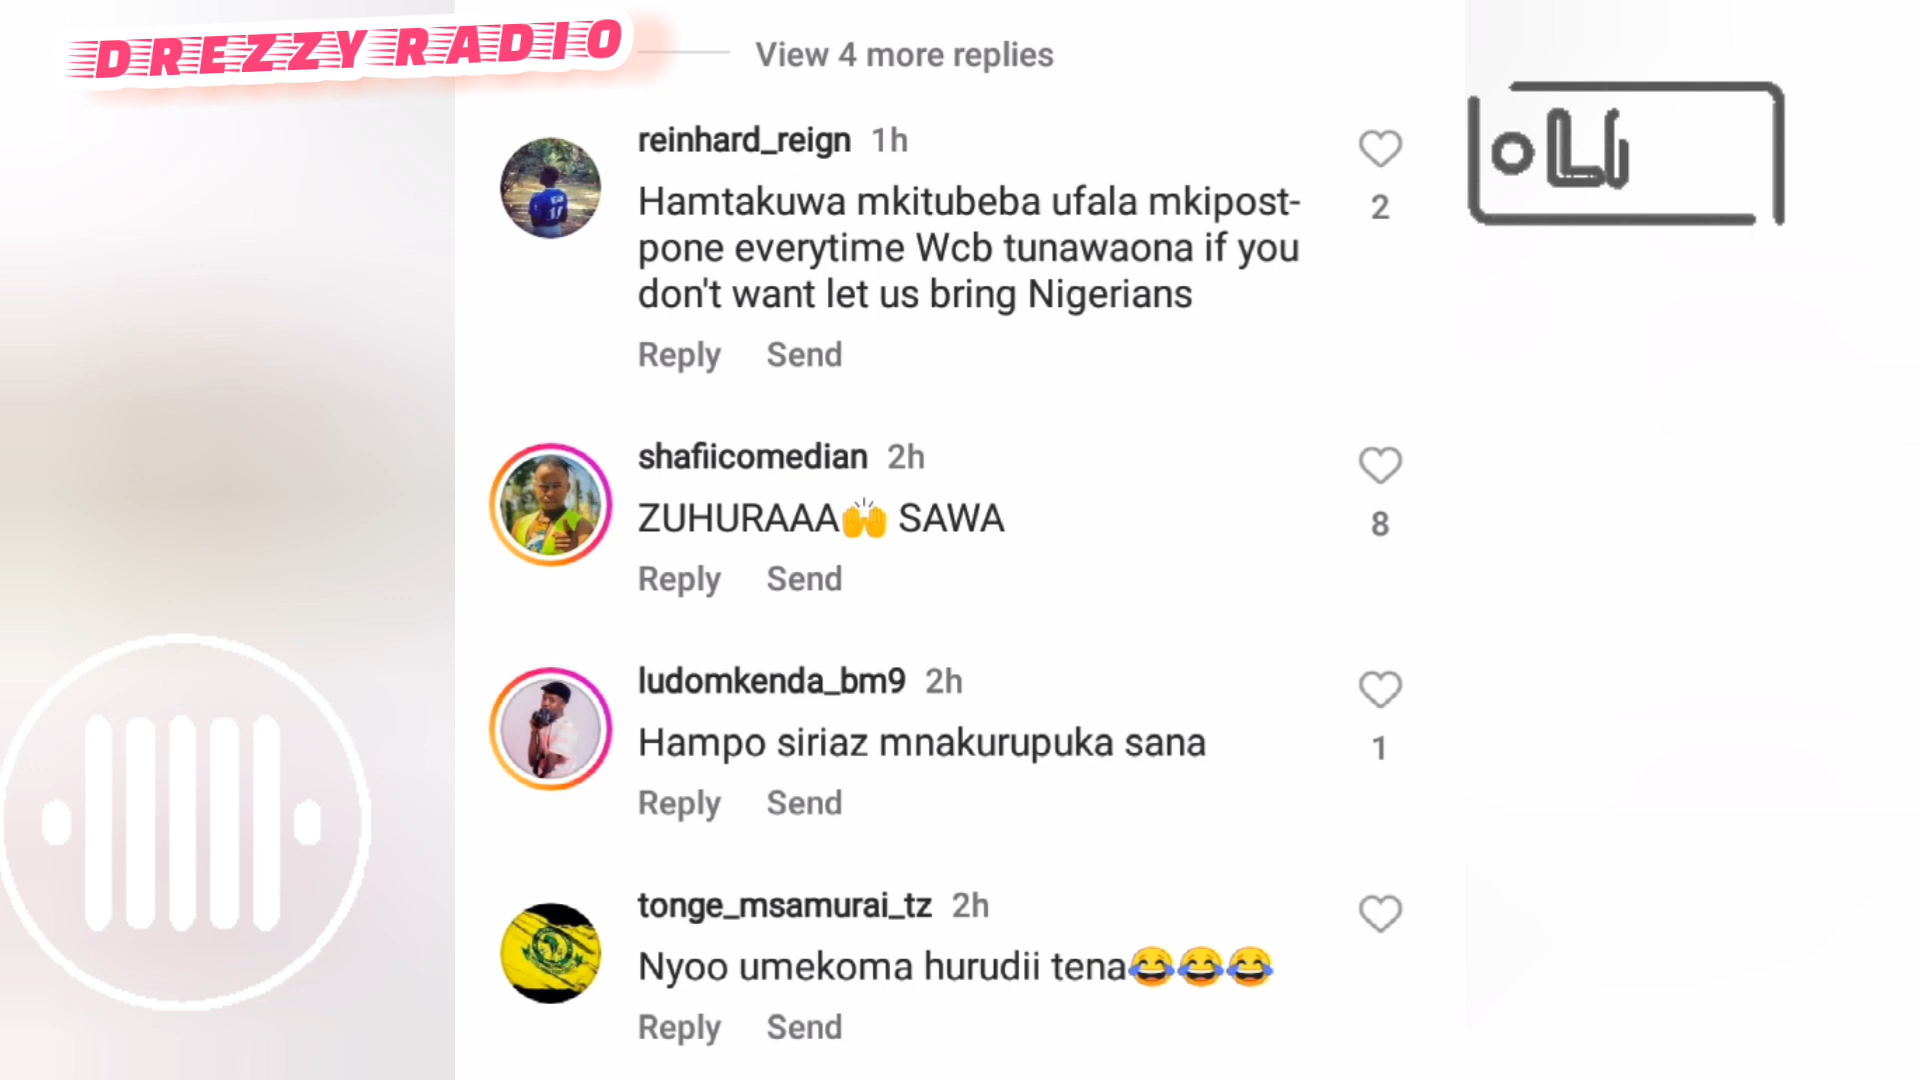 DREZZY RADIO
View 4 more replies
reinhard_reign 1h
Hamtakuwa mkitubeba ufala mkipost-
pone everytime Wcb tunawaona if you
don't want let us bring Nigerians
2
Reply Send
shafiicomedian 2h
ZUHURAAA🙌 SAWA
8
Reply Send
ludomkenda_bm9 2h
Hampo siriaz mnakurupuka sana
1
Reply Send
tonge_msamurai_tz 2h
Nyoo umekoma hurudii tena😂😂😂
Reply Send